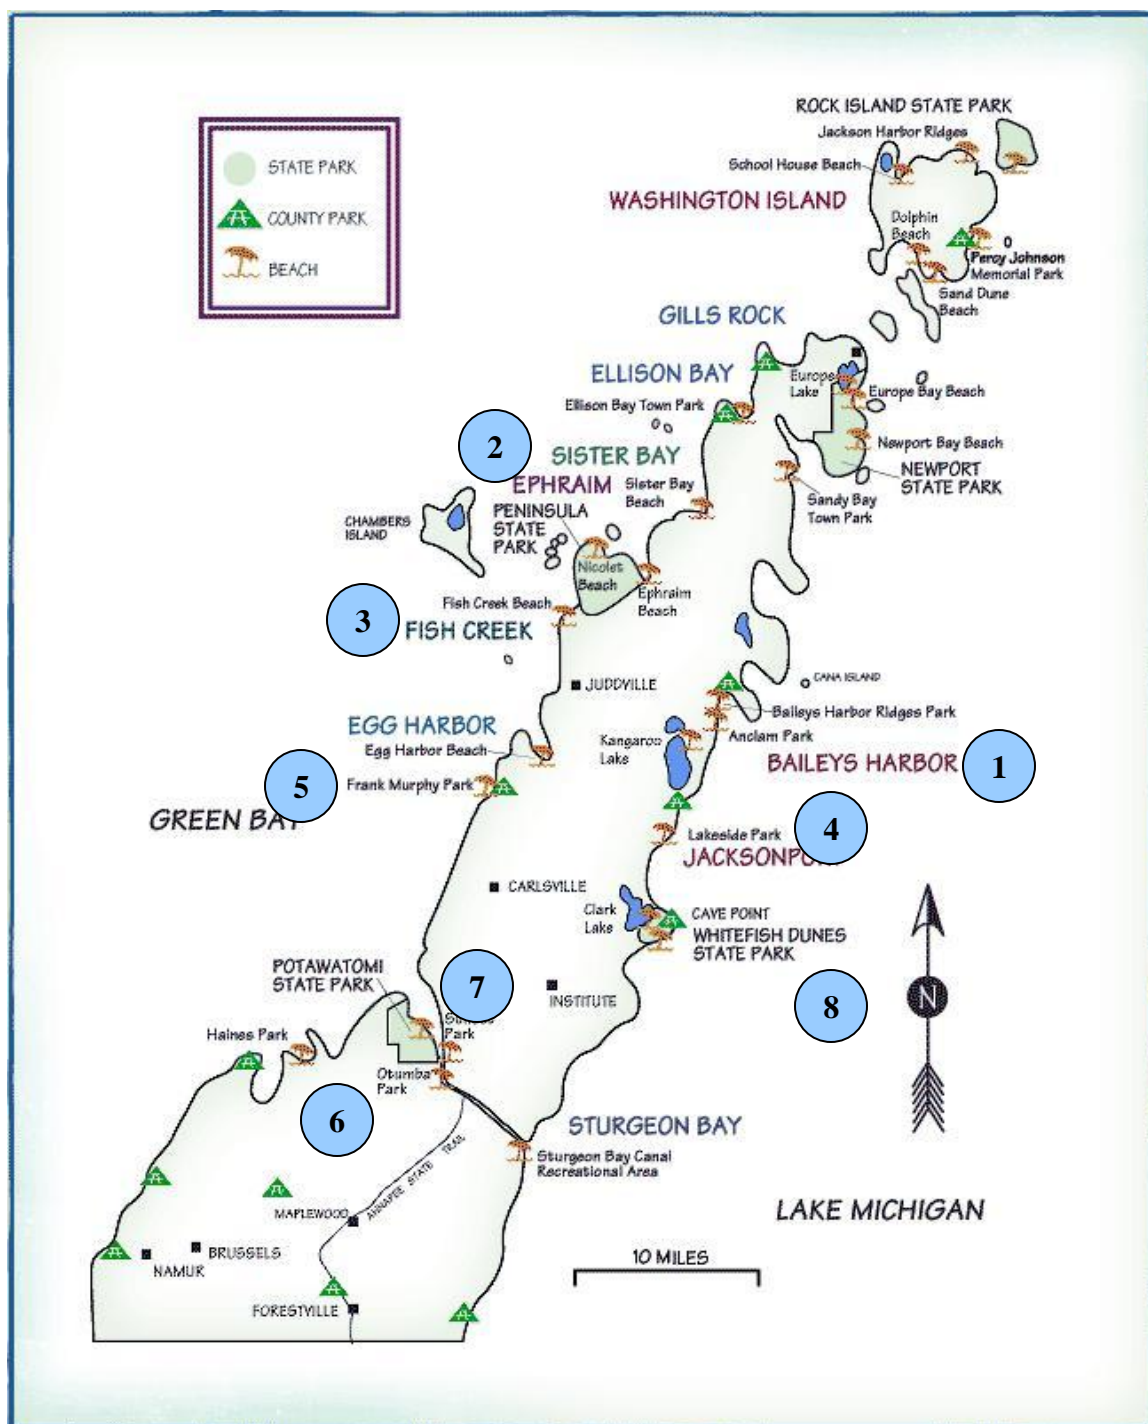 ROCK ISLAND STATE PARK
Jackson Harbor Ridges
School House Beach
WASHINGTON ISLAND
Dolphin
Beach
Percy Johnson
Memorial Park
Sand Dune
Beach
STATE PARK
COUNTY PARK
BEACH
GILLS ROCK
ELLISON BAY
Europe
Lake
Europe Bay Beach
Ellison Bay Town Park
2
SISTER BAY
Newport Bay Beach
NEWPORT
STATE PARK
EPHRAIM
Sister Bay
Beach
Sandy Bay
Town Park
PENINSULA
STATE
PARK
CHAMBERS
ISLAND
Nicolet
Beach
Ephraim
Beach
Fish Creek Beach
3
FISH CREEK
CANA ISLAND
JUDDVILLE
Baileys Harbor Ridges Park
EGG HARBOR
Egg Harbor Beach
Kangaroo
Lake
Anclam Park
BAILEYS HARBOR
1
5
Frank Murphy Park
GREEN BAY
4
Lakeside Park
JACKSONPORT
CARLSVILLE
Clark
Lake
CAVE POINT
WHITEFISH DUNES
STATE PARK
POTAWATOMI
STATE PARK
7
INSTITUTE
8
N
Park
Haines Park
Otumba
Park
6
STURGEON BAY
Sturgeon Bay Canal
Recreational Area
AHNAPEE STATE TRAIL
MAPLEWOOD
LAKE MICHIGAN
BRUSSELS
NAMUR
10 MILES
FORESTVILLE